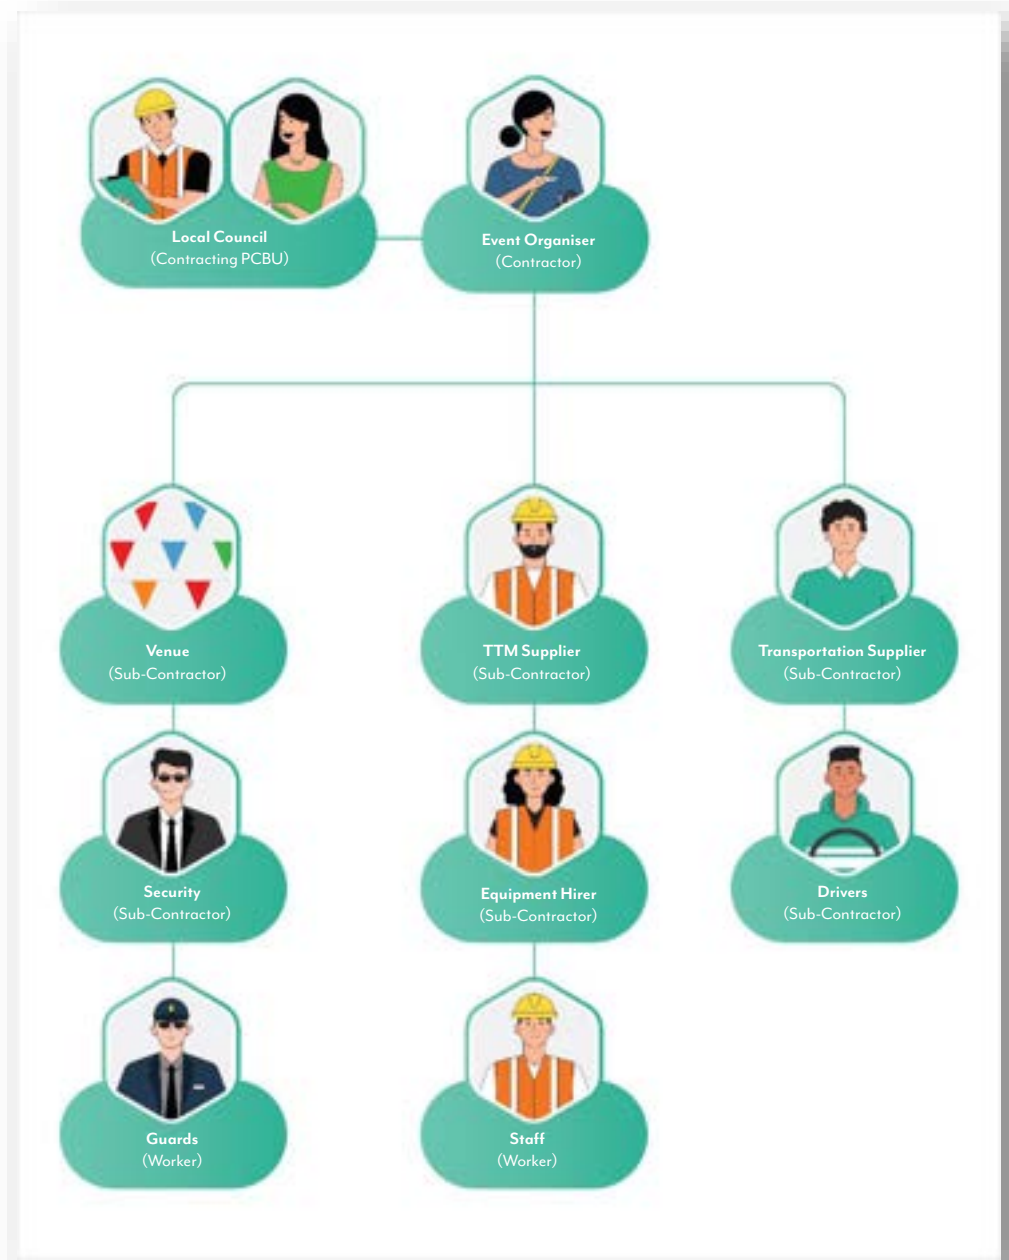 Local Council
(Contracting PCBU)
Event Organiser
(Contractor)
Venue
(Sub-Contractor)
TTM Supplier
(Sub-Contractor)
Transportation Supplier
(Sub-Contractor)
Security
(Sub-Contractor)
Equipment Hirer
(Sub-Contractor)
Drivers
(Sub-Contractor)
Guards
(Worker)
Staff
(Worker)